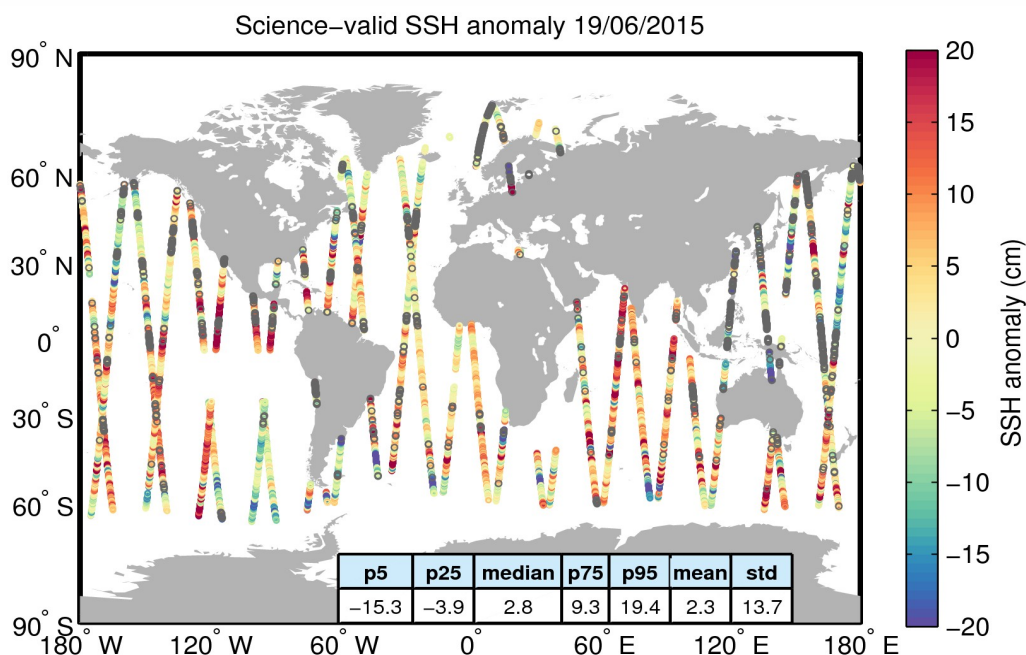 Science−valid SSH anomaly 19/06/2015
90° N
60° N
30° N
0°
30° S
60° S
90° S
180° W
120° W
60° W
0°
60° E
120° E
180° E
p5 p25 median p75 p95 mean std
−15.3 −3.9 2.8 9.3 19.4 2.3 13.7
20
15
10
5
0
−5
−10
−15
−20
SSH anomaly (cm)